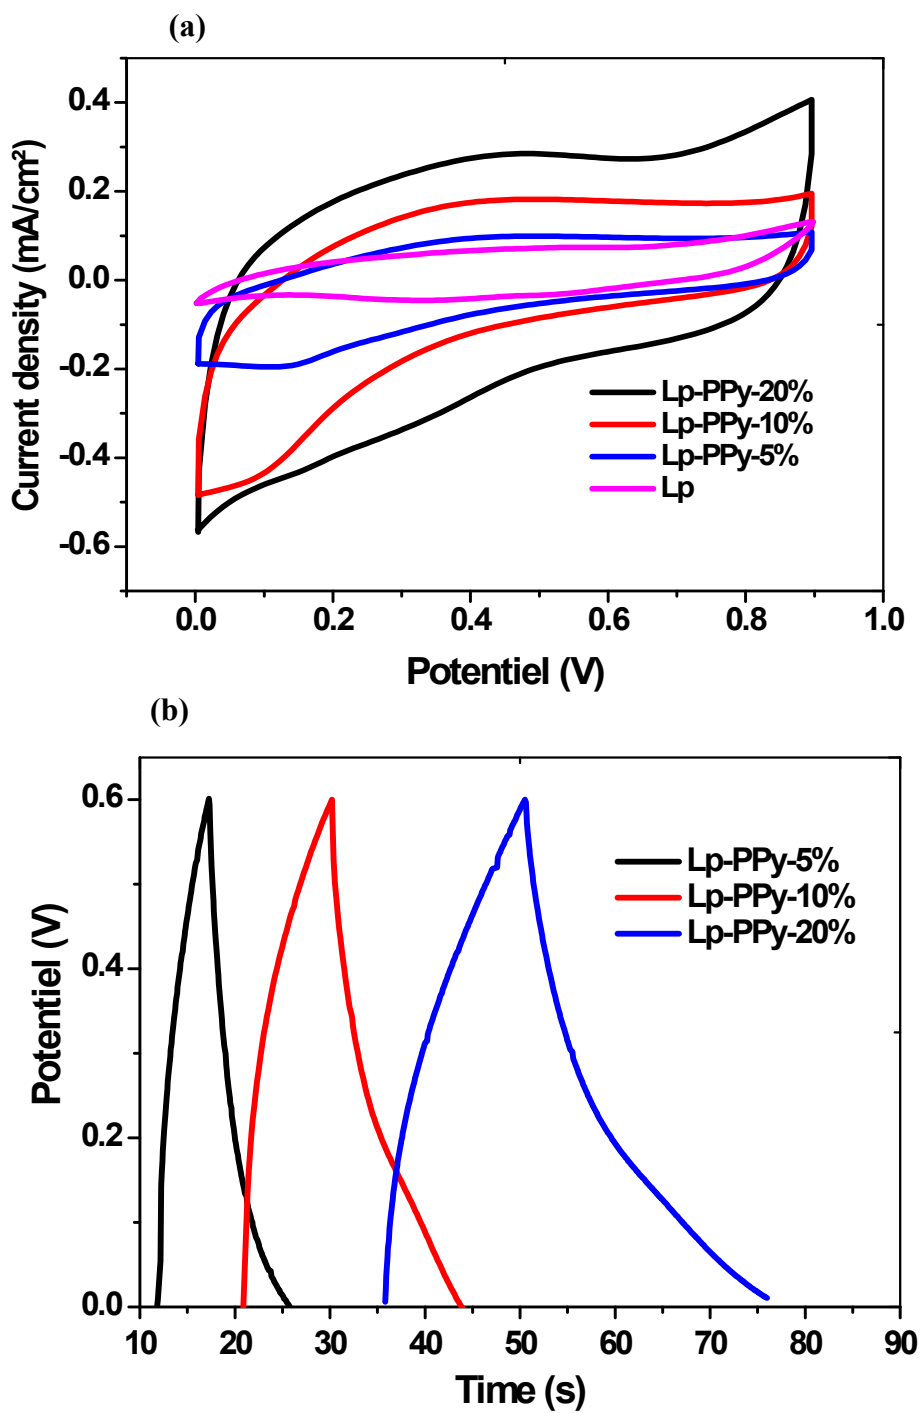 (a)
Current density (mA/cm²)
0.4
0.2
0.0
-0.2
-0.4
-0.6
Lp-PPy-20%
Lp-PPy-10%
Lp-PPy-5%
Lp
0.0 0.2 0.4 0.6 0.8 1.0
Potentiel (V)
(b)
Potentiel (V)
0.6
0.4
0.2
0.0
Lp-PPy-5%
Lp-PPy-10%
Lp-PPy-20%
10 20 30 40 50 60 70 80 90
Time (s)